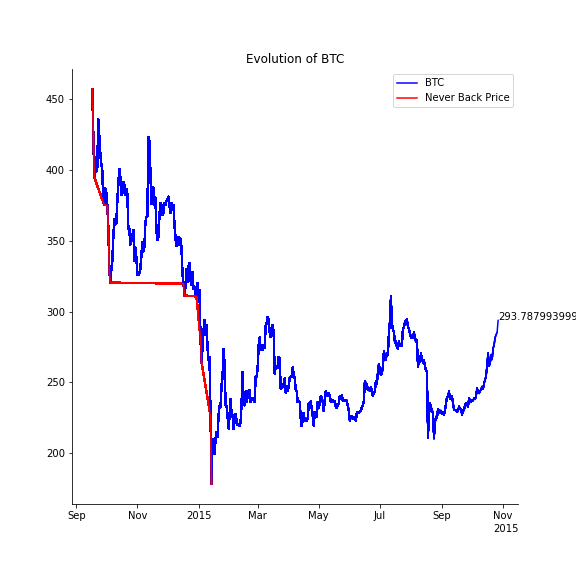 Evolution of BTC
BTC
Never Back Price
450
400
350
300
250
200
293.787993999
Sep
Nov
2015
Mar
May
Jul
Sep
Nov
2015